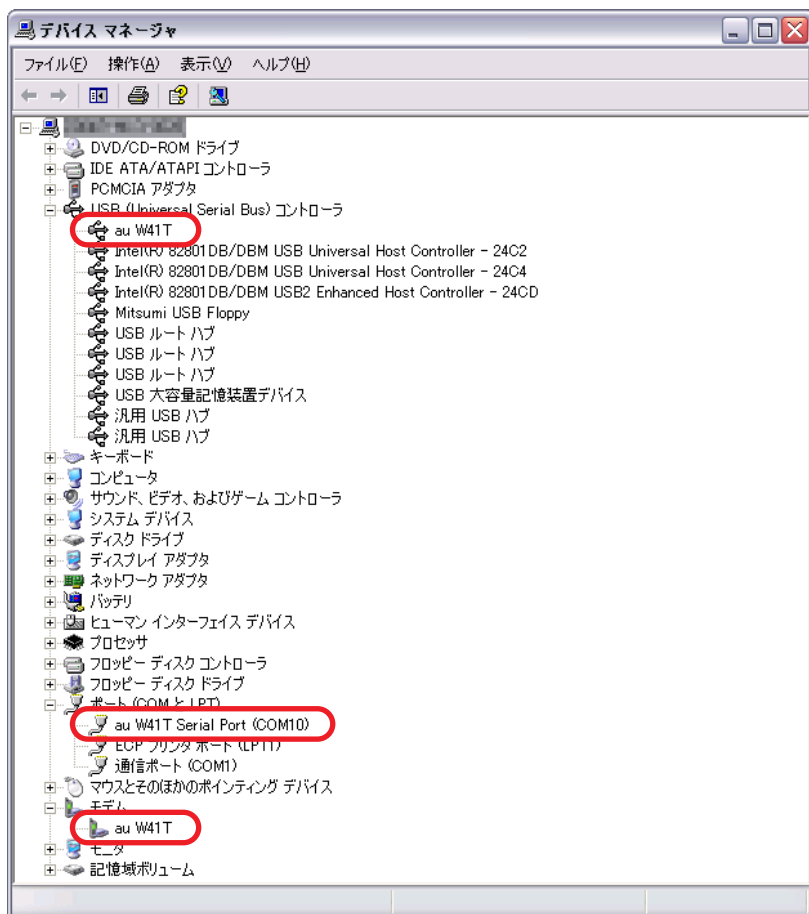 デバイス マネージャ
ファイル(F) 操作(A) 表示(V) ヘルプ(H)
DVD/CD-ROM ドライブ
IDE ATA/ATAPI コントローラ
PCMCIA アダプタ
USB (Universal Serial Bus) コントローラ
au W41T
Intel(R) 82801DB/DBM USB Universal Host Controller - 24C2
Intel(R) 82801DB/DBM USB Universal Host Controller - 24C4
Intel(R) 82801DB/DBM USB2 Enhanced Host Controller - 24CD
Mitsumi USB Floppy
USB ルート ハブ
USB ルート ハブ
USB ルート ハブ
USB 大容量記憶装置デバイス
汎用 USB ハブ
汎用 USB ハブ
キーボード
コンピュータ
サウンド、ビデオ、およびゲーム コントローラ
システム デバイス
ディスク ドライブ
ディスプレイ アダプタ
ネットワーク アダプタ
バッテリ
ヒューマン インターフェイス デバイス
プロセッサ
フロッピー ディスク コントローラ
フロッピー ディスク ドライブ
ポート (COM と LPT)
au W41T Serial Port (COM10)
ECP プリンタ ポート (LPT1)
通信ポート (COM1)
マウスとそのほかのポインティング デバイス
モデム
au W41T
モニタ
記憶域ボリューム